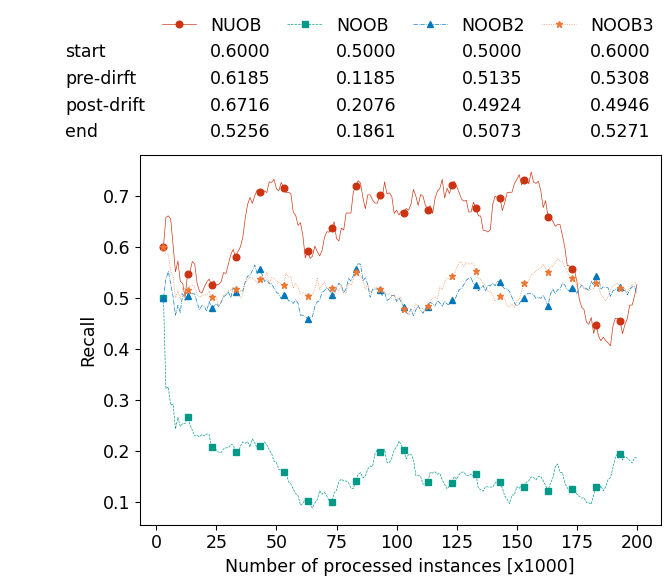 NUOB NOOB NOOB2 NOOB3
start 0.6000 0.5000 0.5000 0.6000
pre-dirft 0.6185 0.1185 0.5135 0.5308
post-drift 0.6716 0.2076 0.4924 0.4946
end 0.5256 0.1861 0.5073 0.5271
0.7
0.6
0.5
0.4
0.3
0.2
0.1
Recall
0 25 50 75 100 125 150 175 200
Number of processed instances [x1000]